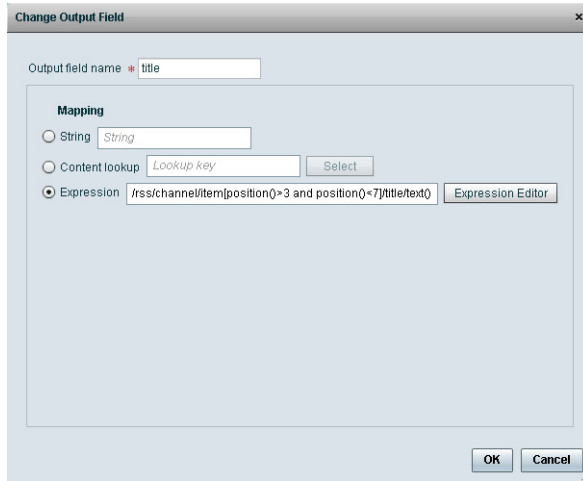 Change Output Field ×
Output field name * title
Mapping
String String
Content lookup Lookup key Select
Expression /rss/channel/item[position()>3 and position()<7]/title/text() Expression Editor
OK Cancel